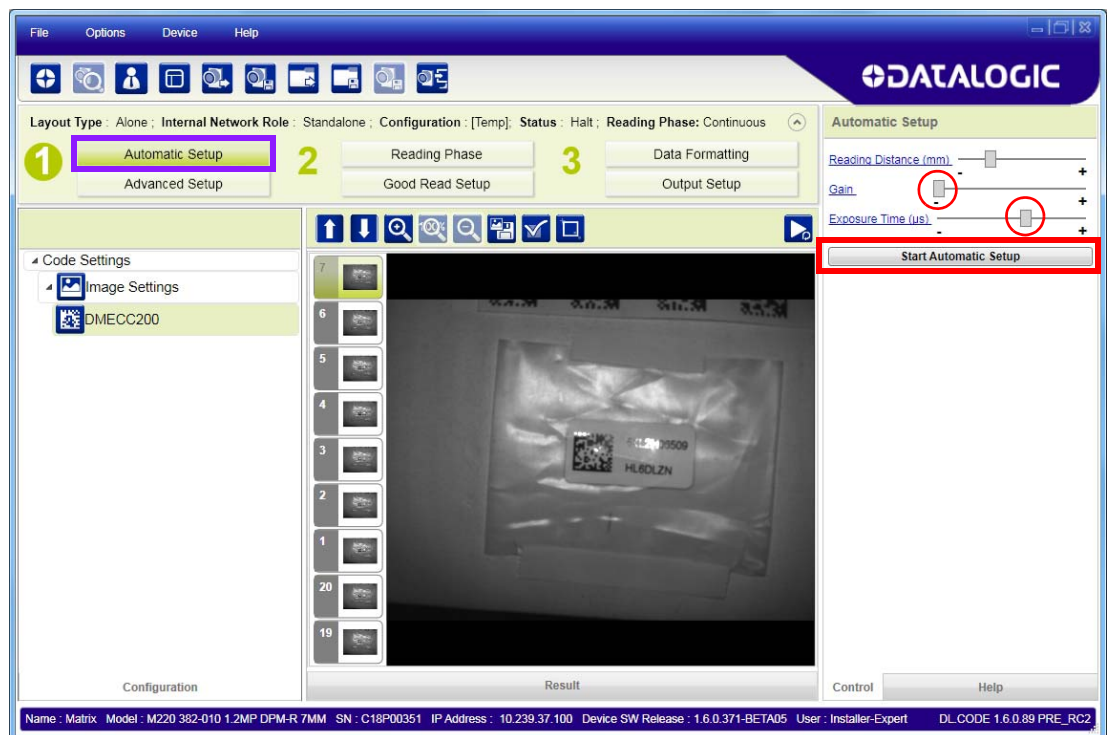 File Options Device Help
DATALOGIC
Layout Type : Alone ; Internal Network Role : Standalone ; Configuration : [Temp]; Status : Halt ; Reading Phase: Continuous
1 Automatic Setup 2 Reading Phase 3 Data Formatting
Advanced Setup Good Read Setup Output Setup
Automatic Setup
Reading Distance (mm)
- +
Gain
- +
Exposure Time (µs)
- +
Start Automatic Setup
Code Settings
Image Settings
DMECC200
100%
7
6
5
4
3
2
1
20
19
HL6DLZN
Configuration
Result
Control Help
Name : Matrix Model : M220 382-010 1.2MP DPM-R 7MM SN : C18P00351 IP Address : 10.239.37.100 Device SW Release : 1.6.0.371-BETA05 User : Installer-Expert DL.CODE 1.6.0.89 PRE_RC2